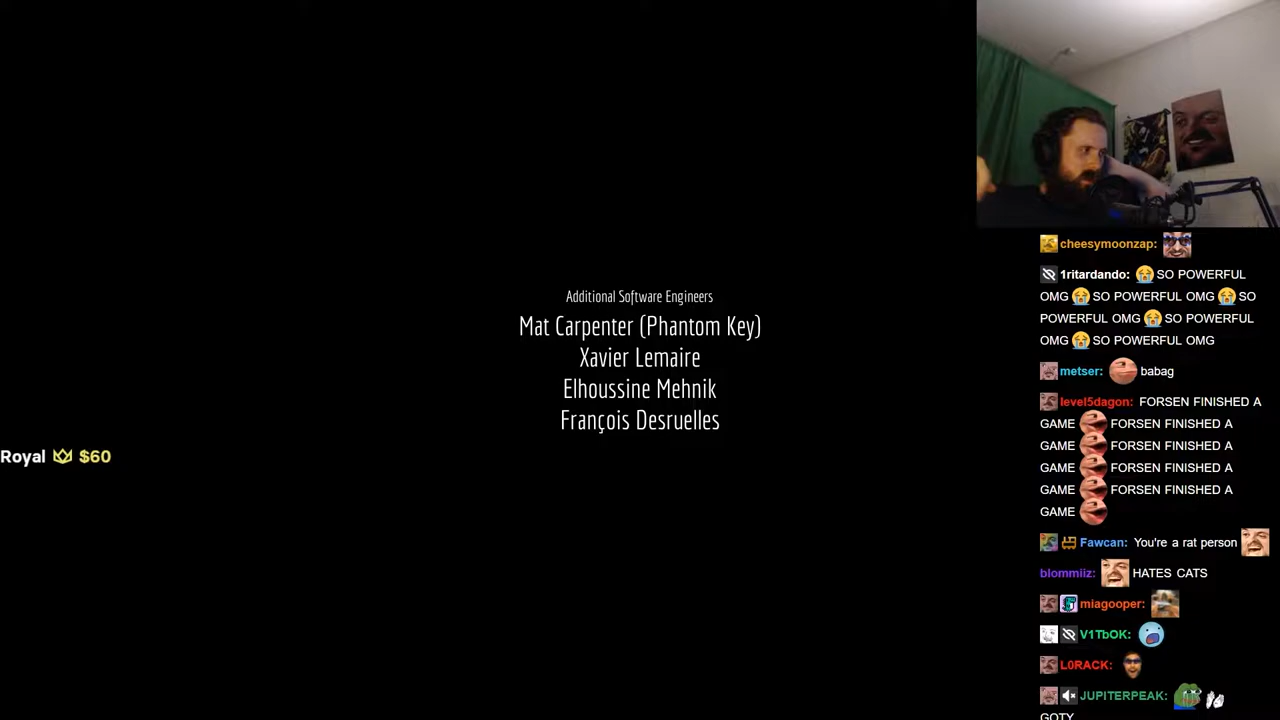 Additional Software Engineers
Mat Carpenter (Phantom Key)
Xavier Lemaire
Elhoussine Mehnik
François Desruelles
Royal $60
cheesymoonzap:
1ritardando: 😭 SO POWERFUL
OMG 😭 SO POWERFUL OMG 😭 SO
POWERFUL OMG 😭 SO POWERFUL
OMG 😭 SO POWERFUL OMG
metser: babag
level5dagon: FORSEN FINISHED A
GAME FORSEN FINISHED A
GAME FORSEN FINISHED A
GAME FORSEN FINISHED A
GAME FORSEN FINISHED A
GAME
Fawcan: You're a rat person
blommiiz: HATES CATS
miagooper:
V1TbOK:
L0RACK:
JUPITERPEAK:
GOTY